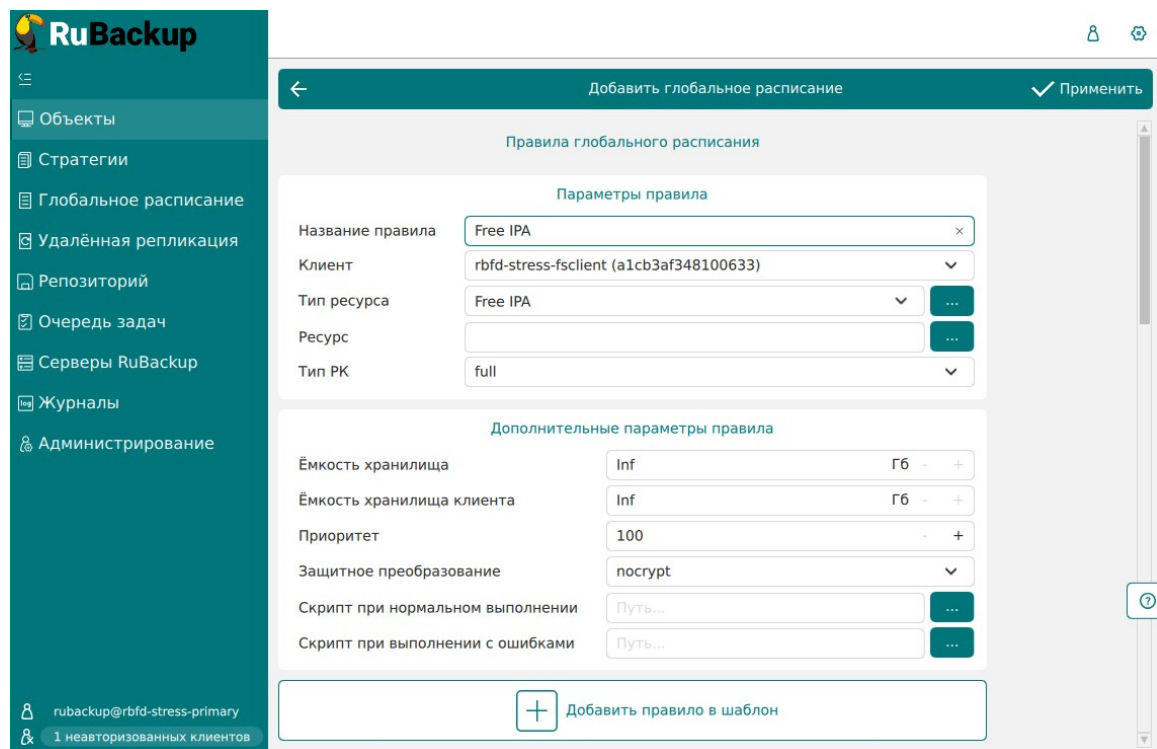 RuBackup
Объекты
Стратегии
Глобальное расписание
Удалённая репликация
Репозиторий
Очередь задач
Серверы RuBackup
log Журналы
Администрирование
rubackup@rbfd-stress-primary
1 неавторизованных клиентов
Добавить глобальное расписание
Применить
Правила глобального расписания
Параметры правила
Название правила Free IPA ×
Клиент rbfd-stress-fsclient (a1cb3af348100633)
Тип ресурса Free IPA ...
Ресурс ...
Тип РК full
Дополнительные параметры правила
Ёмкость хранилища Inf Гб - +
Ёмкость хранилища клиента Inf Гб - +
Приоритет 100 - +
Защитное преобразование nocrypt
Скрипт при нормальном выполнении Путь... ...
Скрипт при выполнении с ошибками Путь... ...
+ Добавить правило в шаблон
?